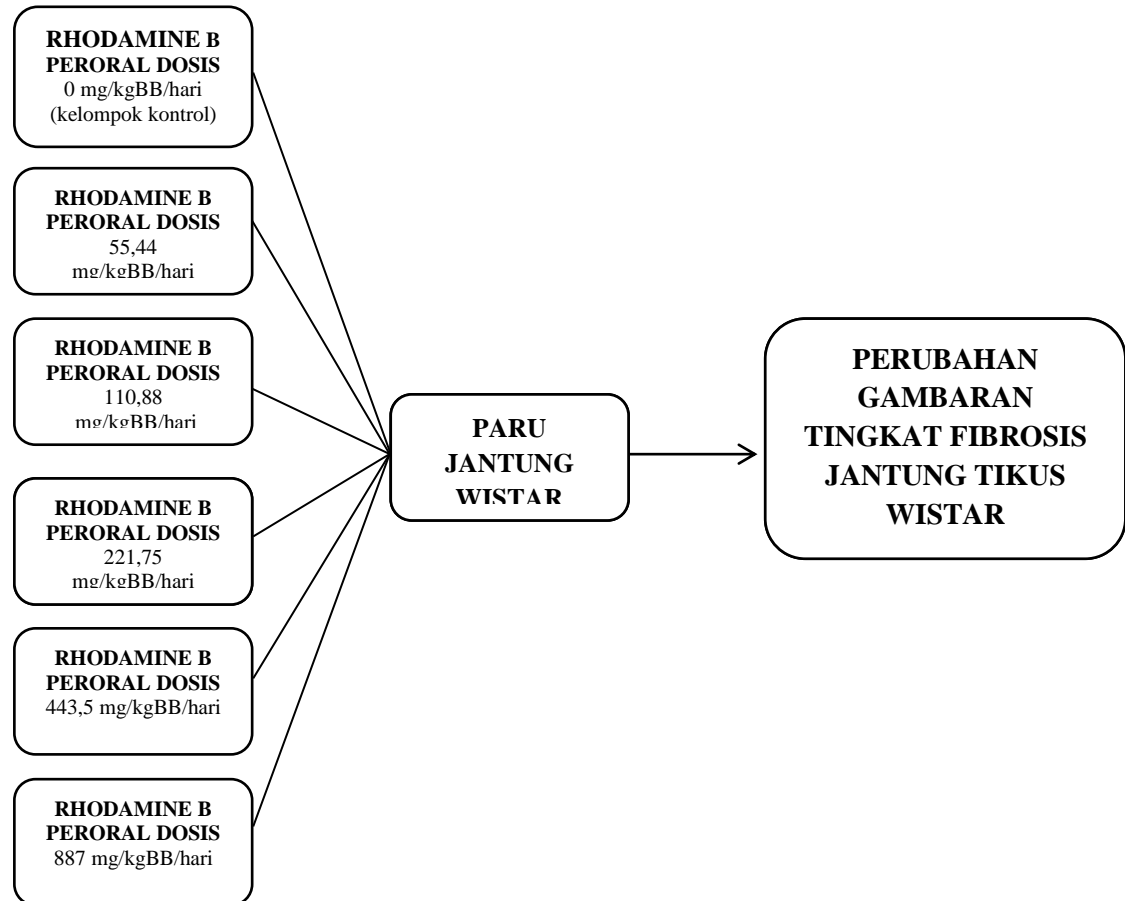 RHODAMINE B
PERORAL DOSIS
0 mg/kgBB/hari
(kelompok kontrol)
RHODAMINE B
PERORAL DOSIS
55,44
mg/kgBB/hari
RHODAMINE B
PERORAL DOSIS
110,88
mg/kgBB/hari
RHODAMINE B
PERORAL DOSIS
221,75
mg/kgBB/hari
RHODAMINE B
PERORAL DOSIS
443,5 mg/kgBB/hari
RHODAMINE B
PERORAL DOSIS
887 mg/kgBB/hari
PARU
JANTUNG
WISTAR
PERUBAHAN
GAMBARAN
TINGKAT FIBROSIS
JANTUNG TIKUS
WISTAR